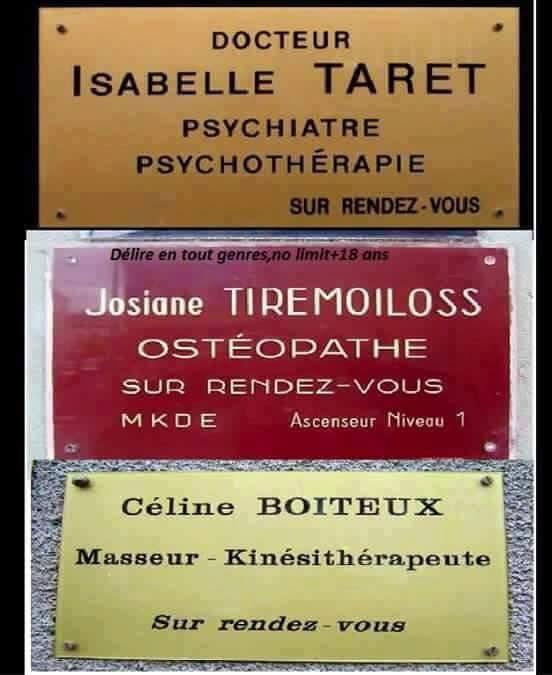 DOCTEUR
ISABELLE TARET
PSYCHIATRE
PSYCHOTHÉRAPIE
SUR RENDEZ-VOUS
Délire en tout genres,no limit+18 ans
Josiane TIREMOILOSS
OSTÉOPATHE
SUR RENDEZ-VOUS
MKDE Ascenseur Niveau 1
Céline BOITEUX
Masseur-Kinésithérapeute
Sur rendez-vous